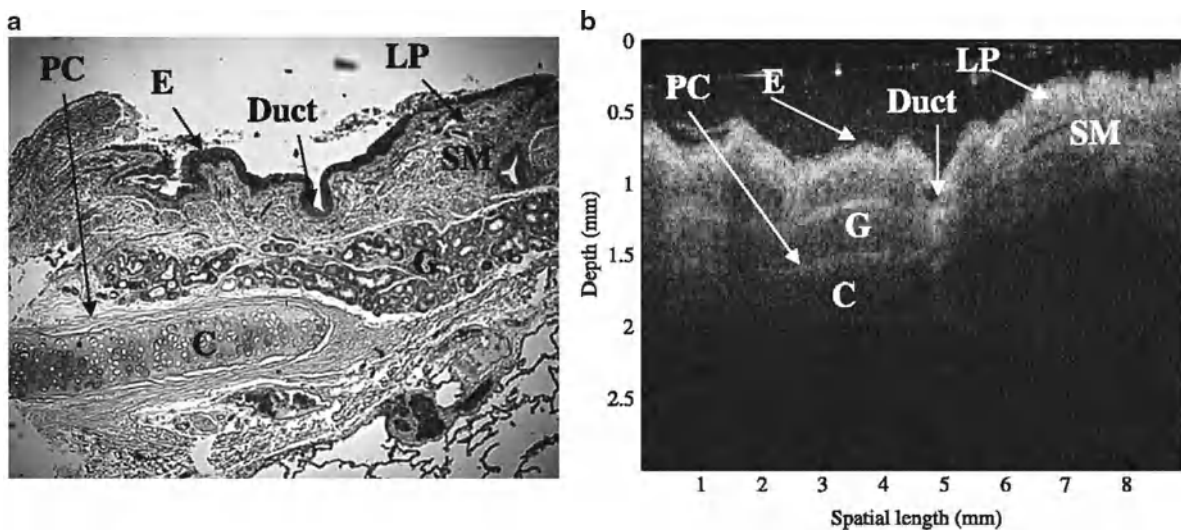 a
PC
E
Duct
LP
SM
G
C
b
0
0.5
1
1.5
2
2.5
Depth (mm)
PC
E
Duct
LP
SM
G
C
1 2 3 4 5 6 7 8
Spatial length (mm)